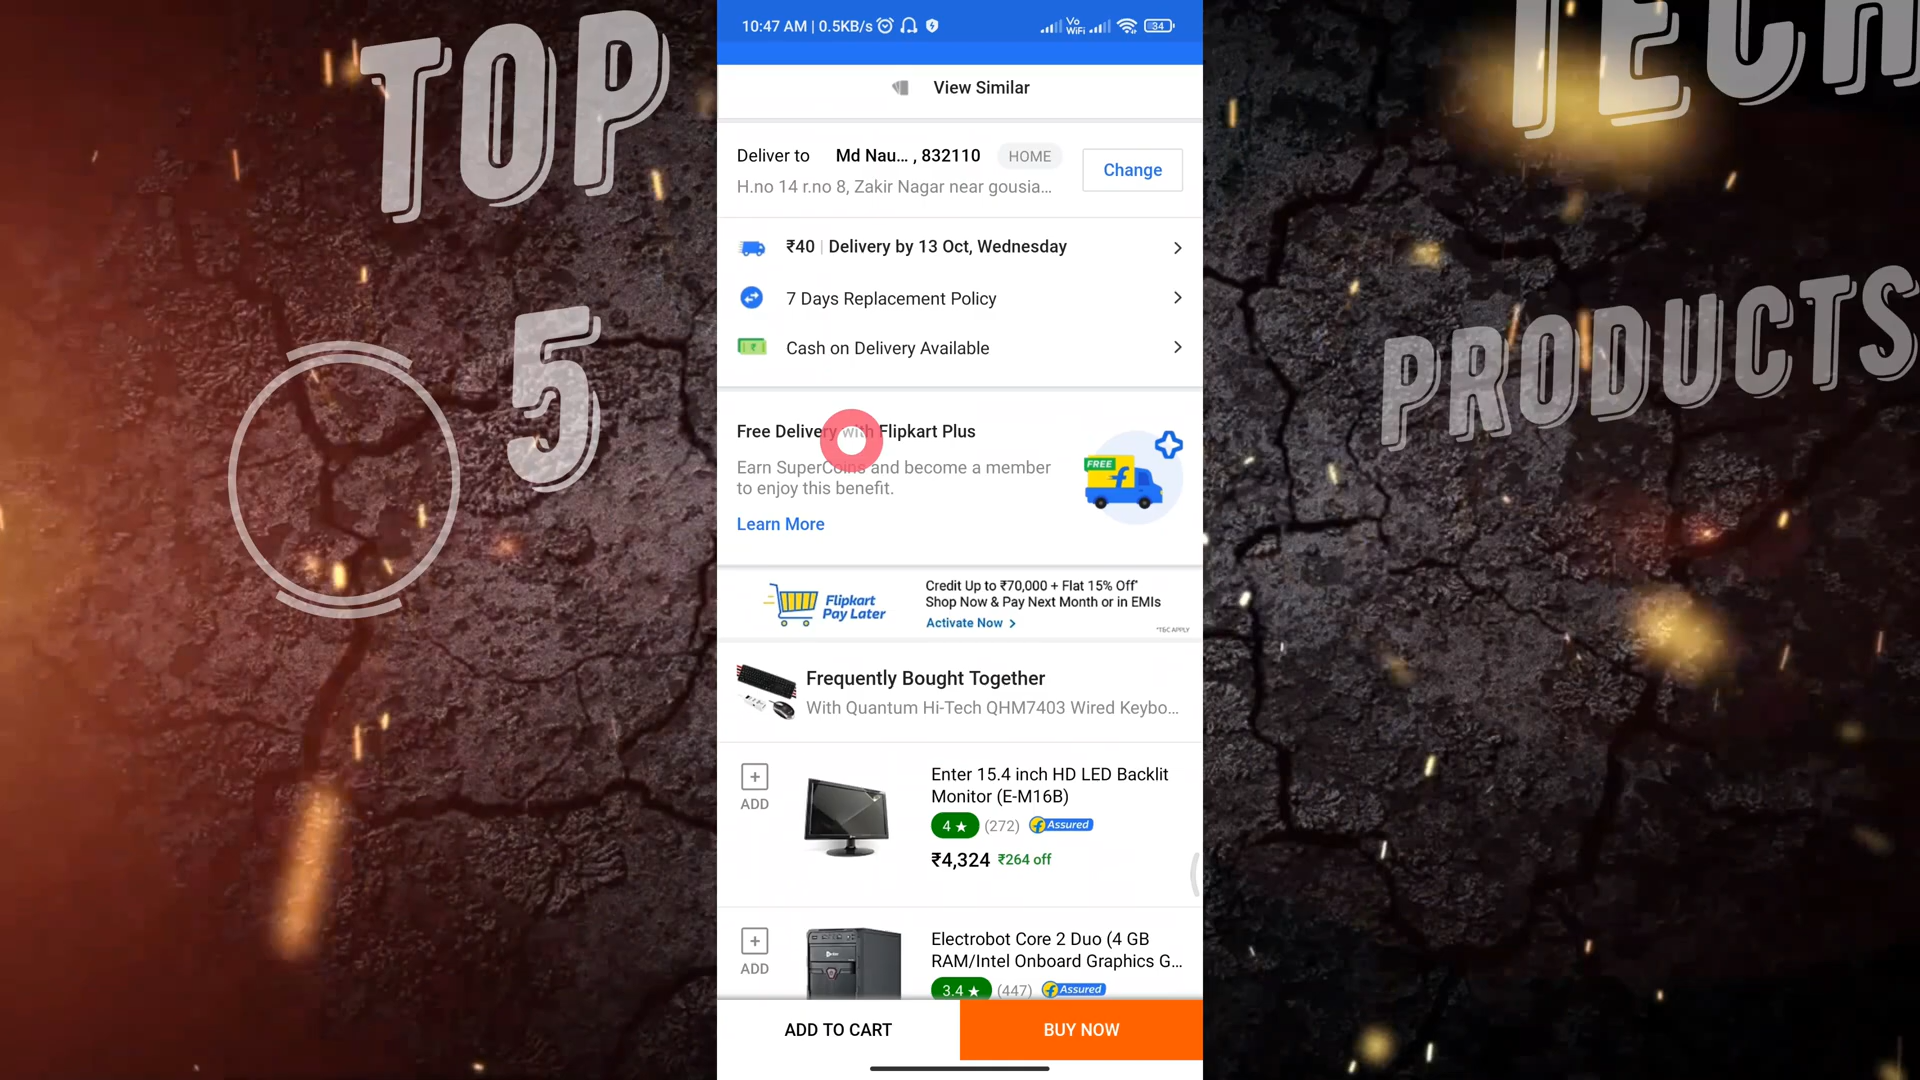 TOP
5
TECH
PRODUCTS
10:47 AM | 0.5KB/s
Vo
WiFi
34
View Similar
Deliver to Md Nau... , 832110 HOME
Change
H.no 14 r.no 8, Zakir Nagar near gousia...
₹40 | Delivery by 13 Oct, Wednesday
7 Days Replacement Policy
₹
Cash on Delivery Available
Free Delivery with Flipkart Plus
Earn SuperCoins and become a member
to enjoy this benefit.
Learn More
FREE
f
Flipkart
Pay Later
Credit Up to ₹70,000 + Flat 15% Off*
Shop Now & Pay Next Month or in EMIs
Activate Now >
*T&C APPLY
Frequently Bought Together
With Quantum Hi-Tech QHM7403 Wired Keybo...
ADD
Enter 15.4 inch HD LED Backlit
Monitor (E-M16B)
4 ★ (272) f Assured
₹4,324 ₹264 off
ADD
Electrobot Core 2 Duo (4 GB
RAM/Intel Onboard Graphics G...
3.4 ★ (447) f Assured
ADD TO CART
BUY NOW